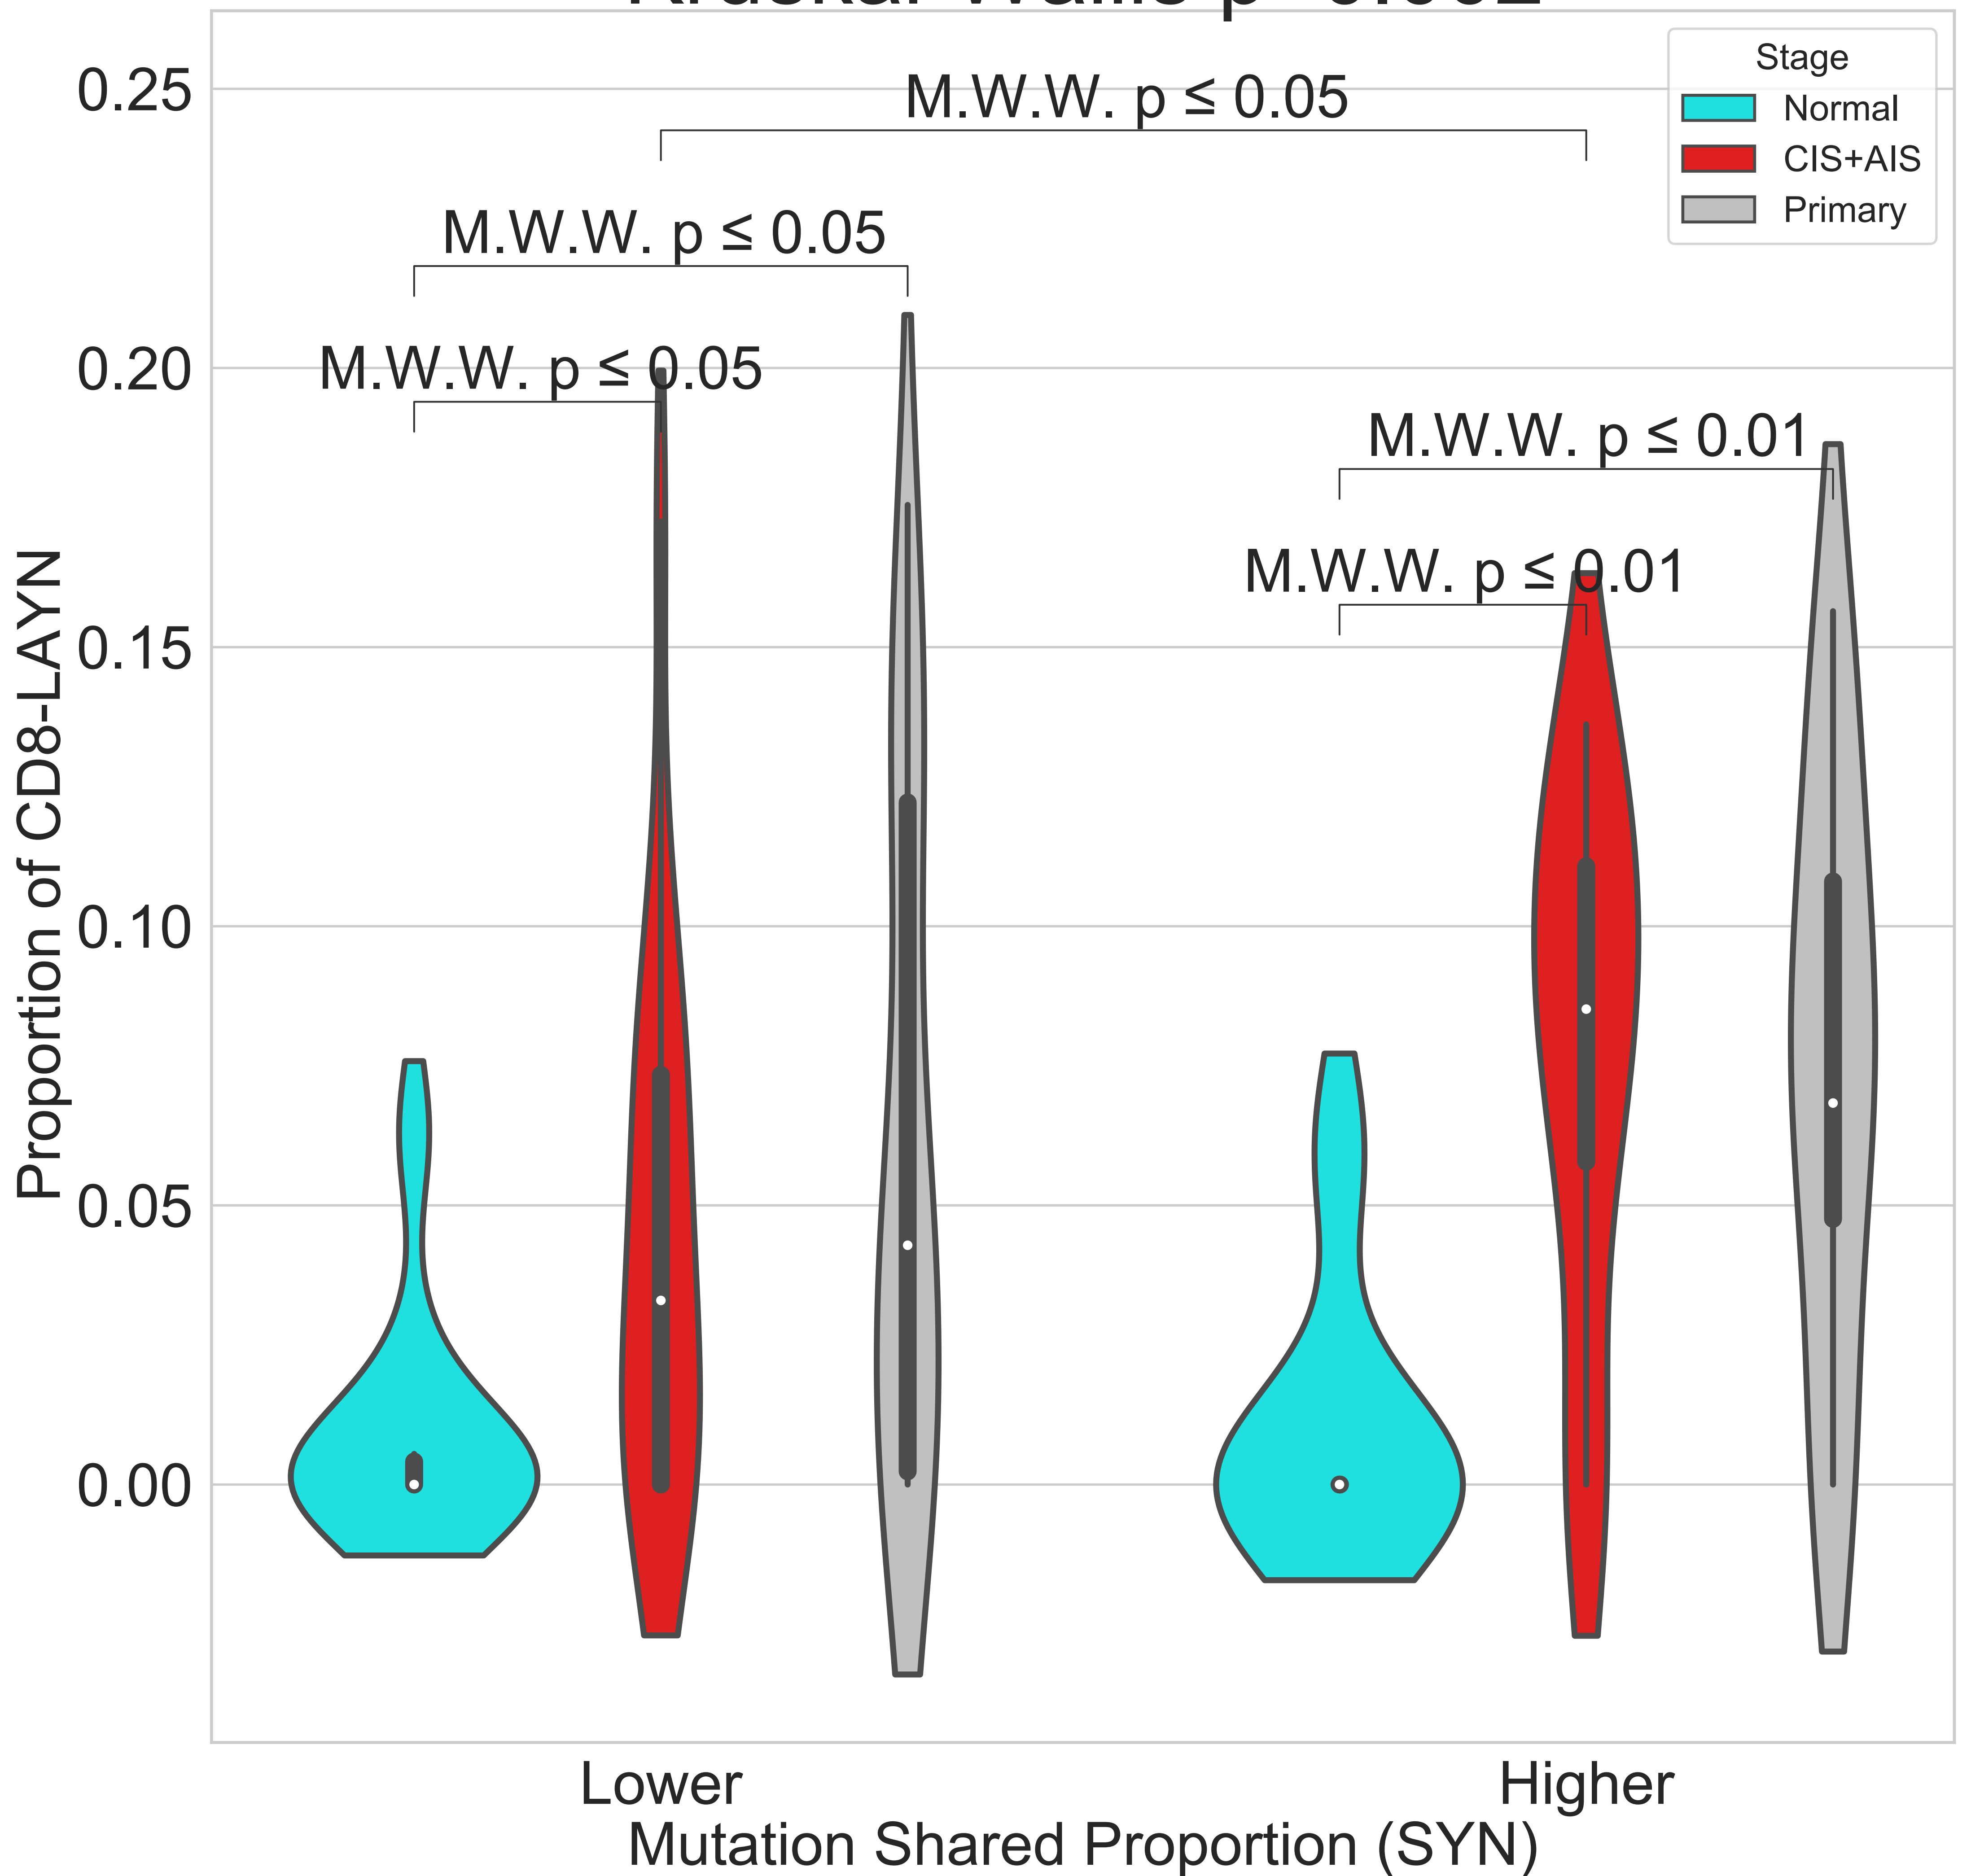 0.25
0.20
0.15
0.10
0.05
0.00
Proportion of CD8-LAYN
M.W.W. p ≤ 0.05
M.W.W. p ≤ 0.05
M.W.W. p ≤ 0.05
M.W.W. p ≤ 0.01
M.W.W. p ≤ 0.01
Stage
Normal
CIS+AIS
Primary
Lower
Higher
Mutation Shared Proportion (SYN)